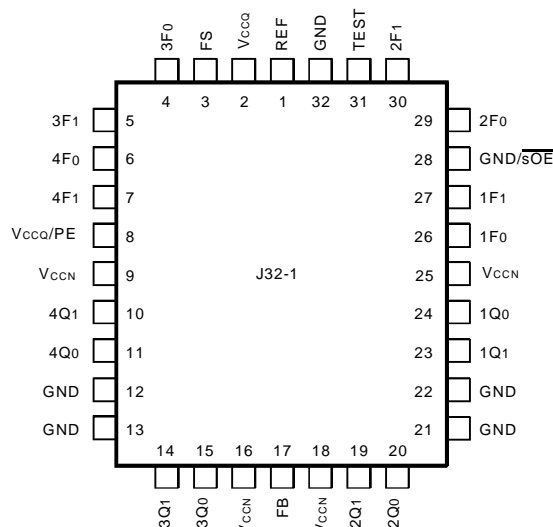 3F0 FS VCCQ REF GND TEST 2F1
4 3 2 1 32 31 30
3F1 5 29 2F0
4F0 6 28 GND/s̅O̅E̅
4F1 7 27 1F1
VCCQ/PE 8 26 1F0
VCCN 9 J32-1 25 VCCN
4Q1 10 24 1Q0
4Q0 11 23 1Q1
GND 12 22 GND
GND 13 21 GND
14 15 16 17 18 19 20
3Q1 3Q0 VCCN FB VCCN 2Q1 2Q0